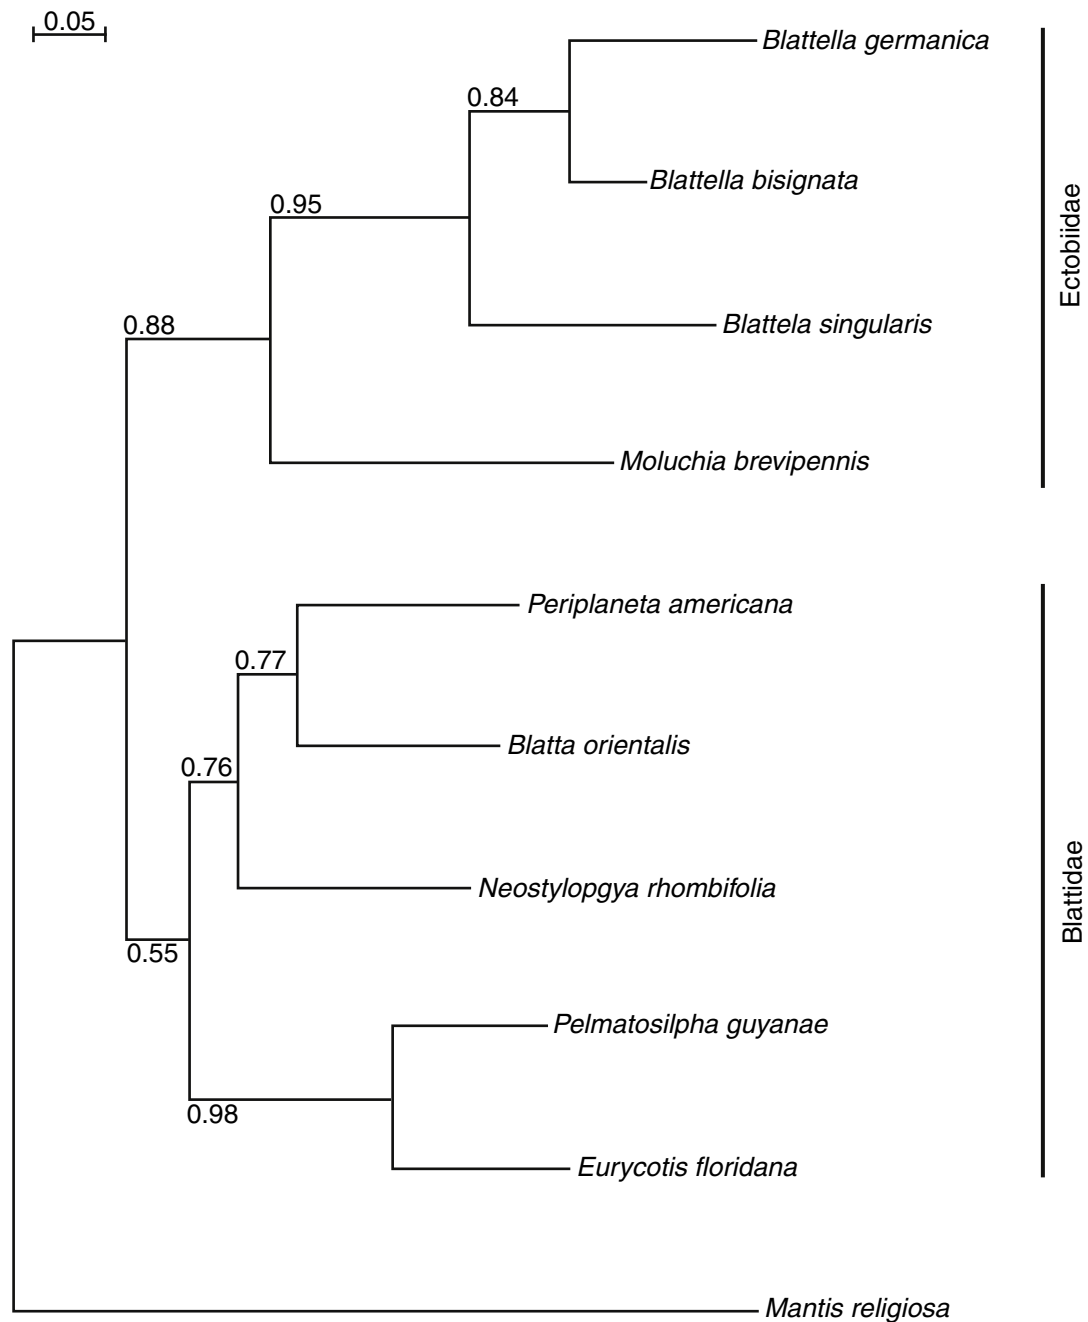 0.05
Blattella germanica
0.84
Blattella bisignata
0.95
Ectobiidae
0.88
Blattela singularis
Moluchia brevipennis
Periplaneta americana
0.77
Blatta orientalis
0.76
Neostylopgya rhombifolia
Blattidae
0.55
Pelmatosilpha guyanae
0.98
Eurycotis floridana
Mantis religiosa